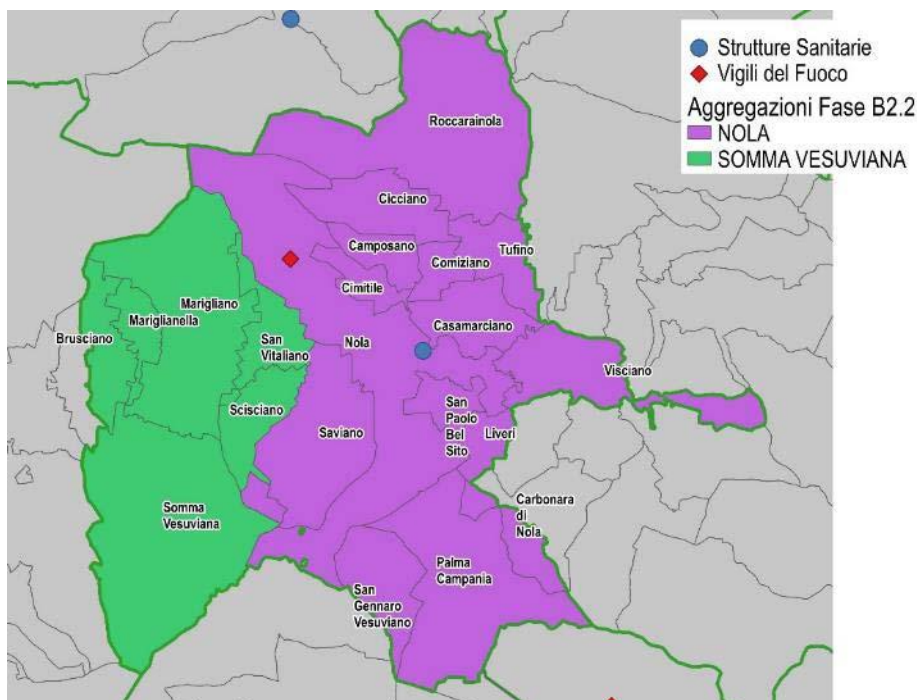 Strutture Sanitarie
Vigili del Fuoco
Aggregazioni Fase B2.2
NOLA
SOMMA VESUVIANA
Roccarainola
Cicciano
Camposano
Comiziano
Tufino
Cimitile
Marigliano
Mariglianella
Brusciano
San
Vitaliano
Nola
Casamarciano
Visciano
Scisciano
San
Paolo
Bel
Sito
Liveri
Saviano
Somma
Vesuviana
Carbonara
di
Nola
Palma
Campania
San
Gennaro
Vesuviano